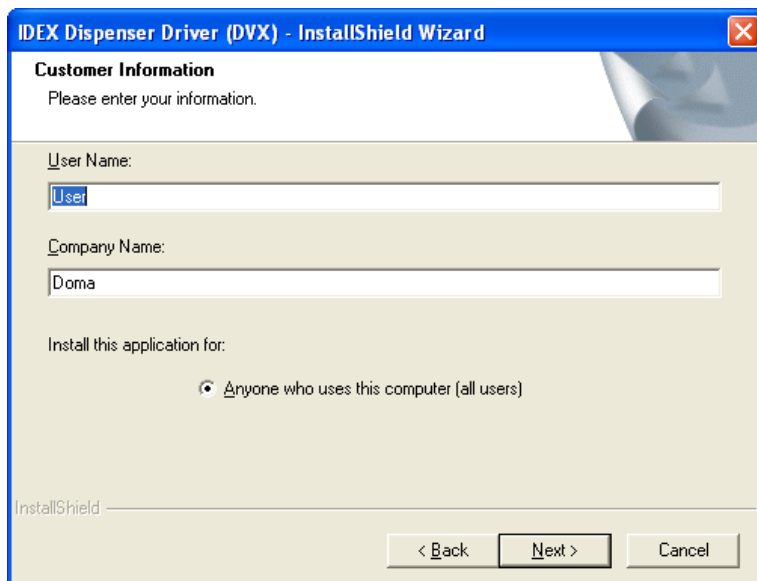 IDEX Dispenser Driver (DVX) - InstallShield Wizard
Customer Information
Please enter your information.
User Name:
User
Company Name:
Doma
Install this application for:
Anyone who uses this computer (all users)
InstallShield
< Back Next > Cancel